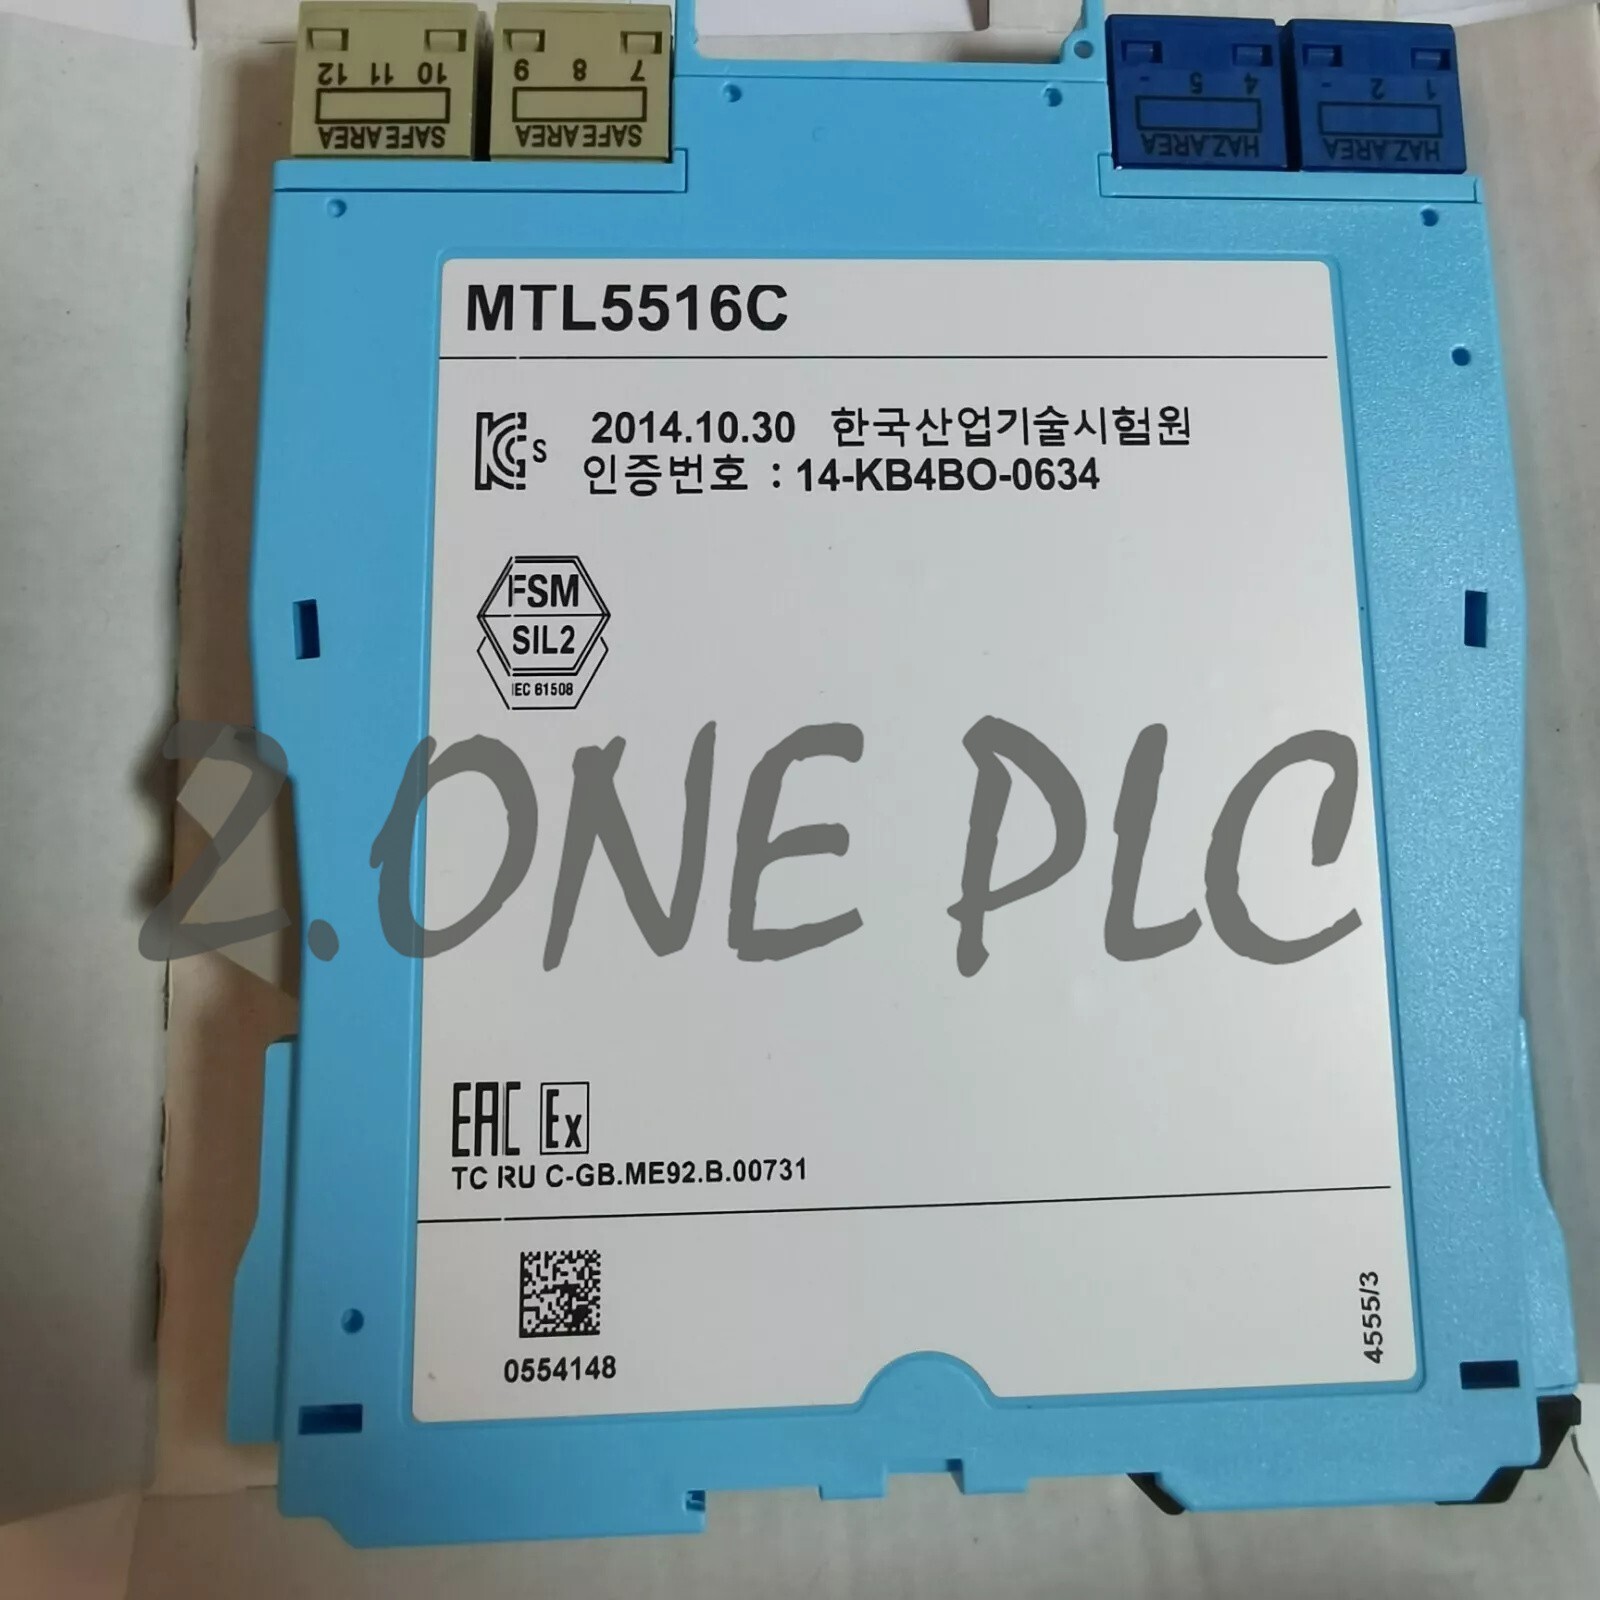 12 11 10
SAFE AREA
9 8 7
SAFE AREA
- 5 4
HAZ.AREA
- 2 1
HAZ.AREA
MTL5516C
KCs 2014.10.30 한국산업기술시험원
인증번호 : 14-KB4BO-0634
FSM
SIL2
IEC 61508
2.ONE PLC
EAC Ex
TC RU C-GB.ME92.B.00731
0554148
4555/3